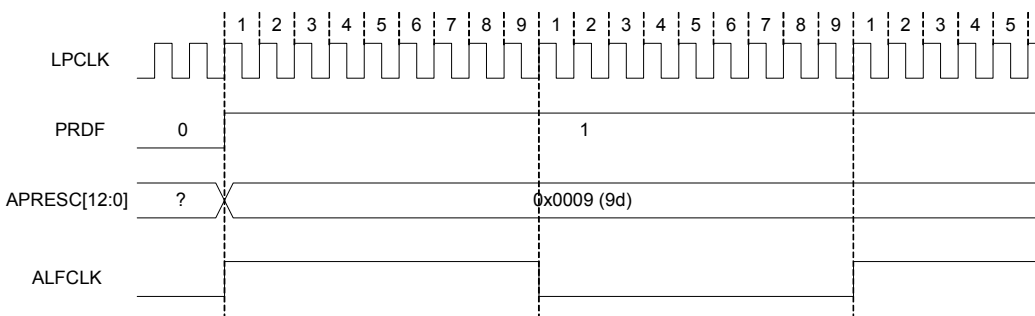 1 2 3 4 5 6 7 8 9 1 2 3 4 5 6 7 8 9 1 2 3 4 5
LPCLK
PRDF 0 1
APRESC[12:0] ? 0x0009 (9d)
ALFCLK